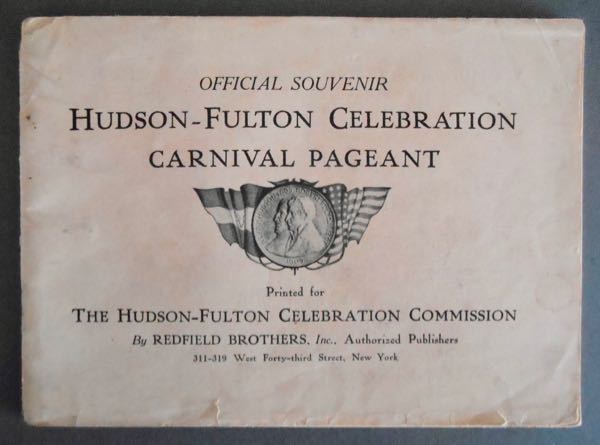 OFFICIAL SOUVENIR
HUDSON-FULTON CELEBRATION
CARNIVAL PAGEANT
1909
Printed for
THE HUDSON-FULTON CELEBRATION COMMISSION
By REDFIELD BROTHERS, Inc., Authorized Publishers
311-319 West Forty-third Street, New York